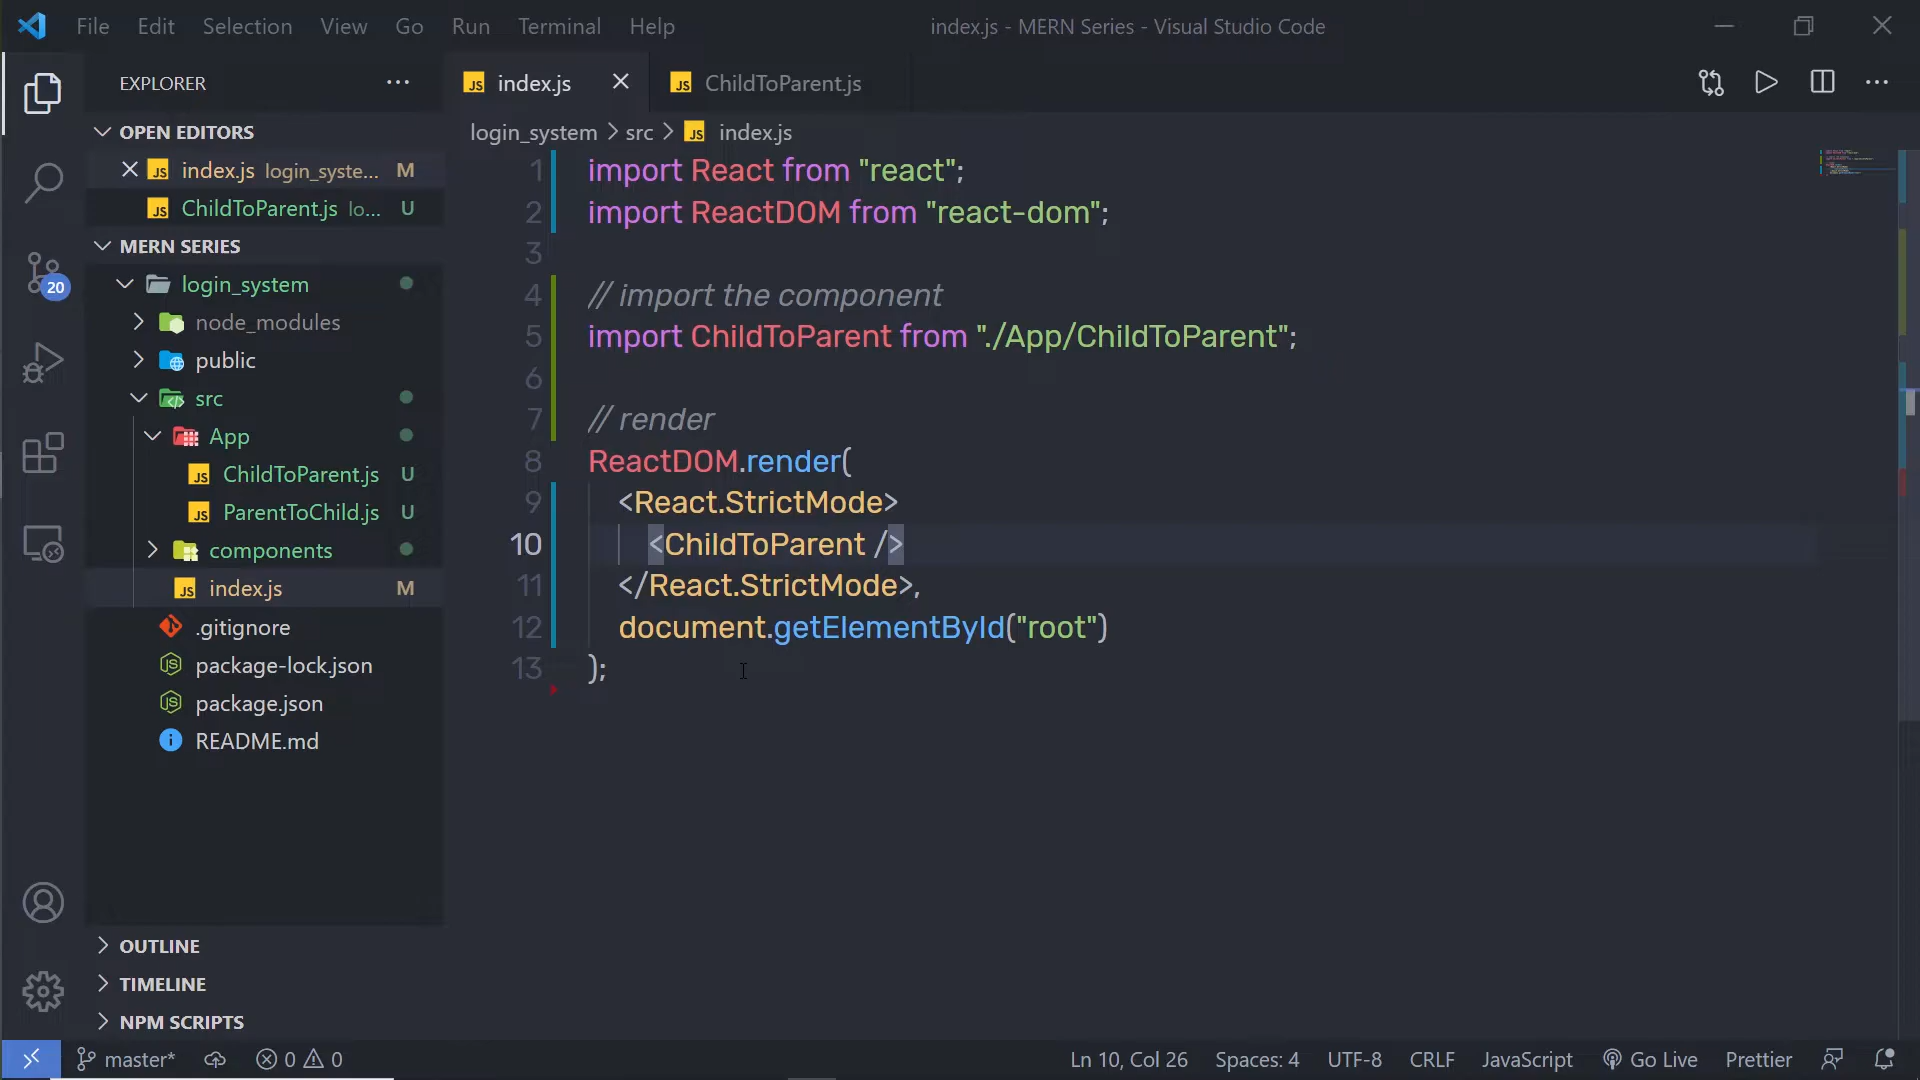 File Edit Selection View Go Run Terminal Help
index.js - MERN Series - Visual Studio Code
EXPLORER
index.js
ChildToParent.js
OPEN EDITORS
index.js login_syste... M
ChildToParent.js lo... U
MERN SERIES
login_system
node_modules
public
src
App
ChildToParent.js U
ParentToChild.js U
components
index.js M
.gitignore
package-lock.json
package.json
README.md
OUTLINE
TIMELINE
NPM SCRIPTS
20
login_system > src > JS index.js
1 import React from "react";
2 import ReactDOM from "react-dom";
3
4 // import the component
5 import ChildToParent from "./App/ChildToParent";
6
7 // render
8 ReactDOM.render(
9 <React.StrictMode>
10 <ChildToParent />
11 </React.StrictMode>,
12 document.getElementById("root")
13 );
master* 0 0
Ln 10, Col 26 Spaces: 4 UTF-8 CRLF JavaScript Go Live Prettier